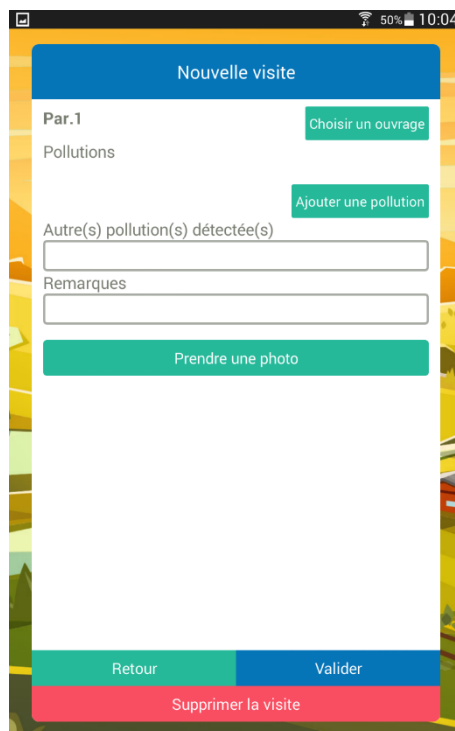 50% 10:04
Nouvelle visite
Par.1
Choisir un ouvrage
Pollutions
Ajouter une pollution
Autre(s) pollution(s) détectée(s)
Remarques
Prendre une photo
Retour
Valider
Supprimer la visite